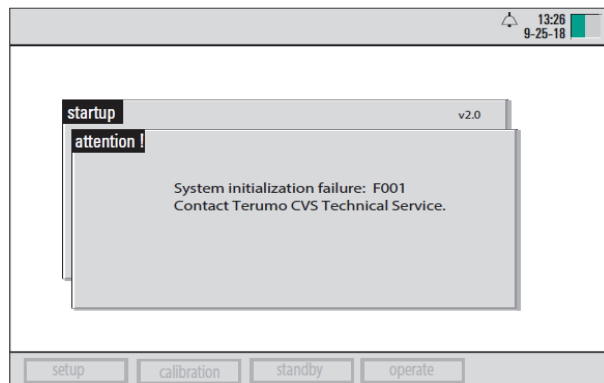 13:26
9-25-18
startup
v2.0
attention !
System initialization failure: F001
Contact Terumo CVS Technical Service.
setup calibration standby operate